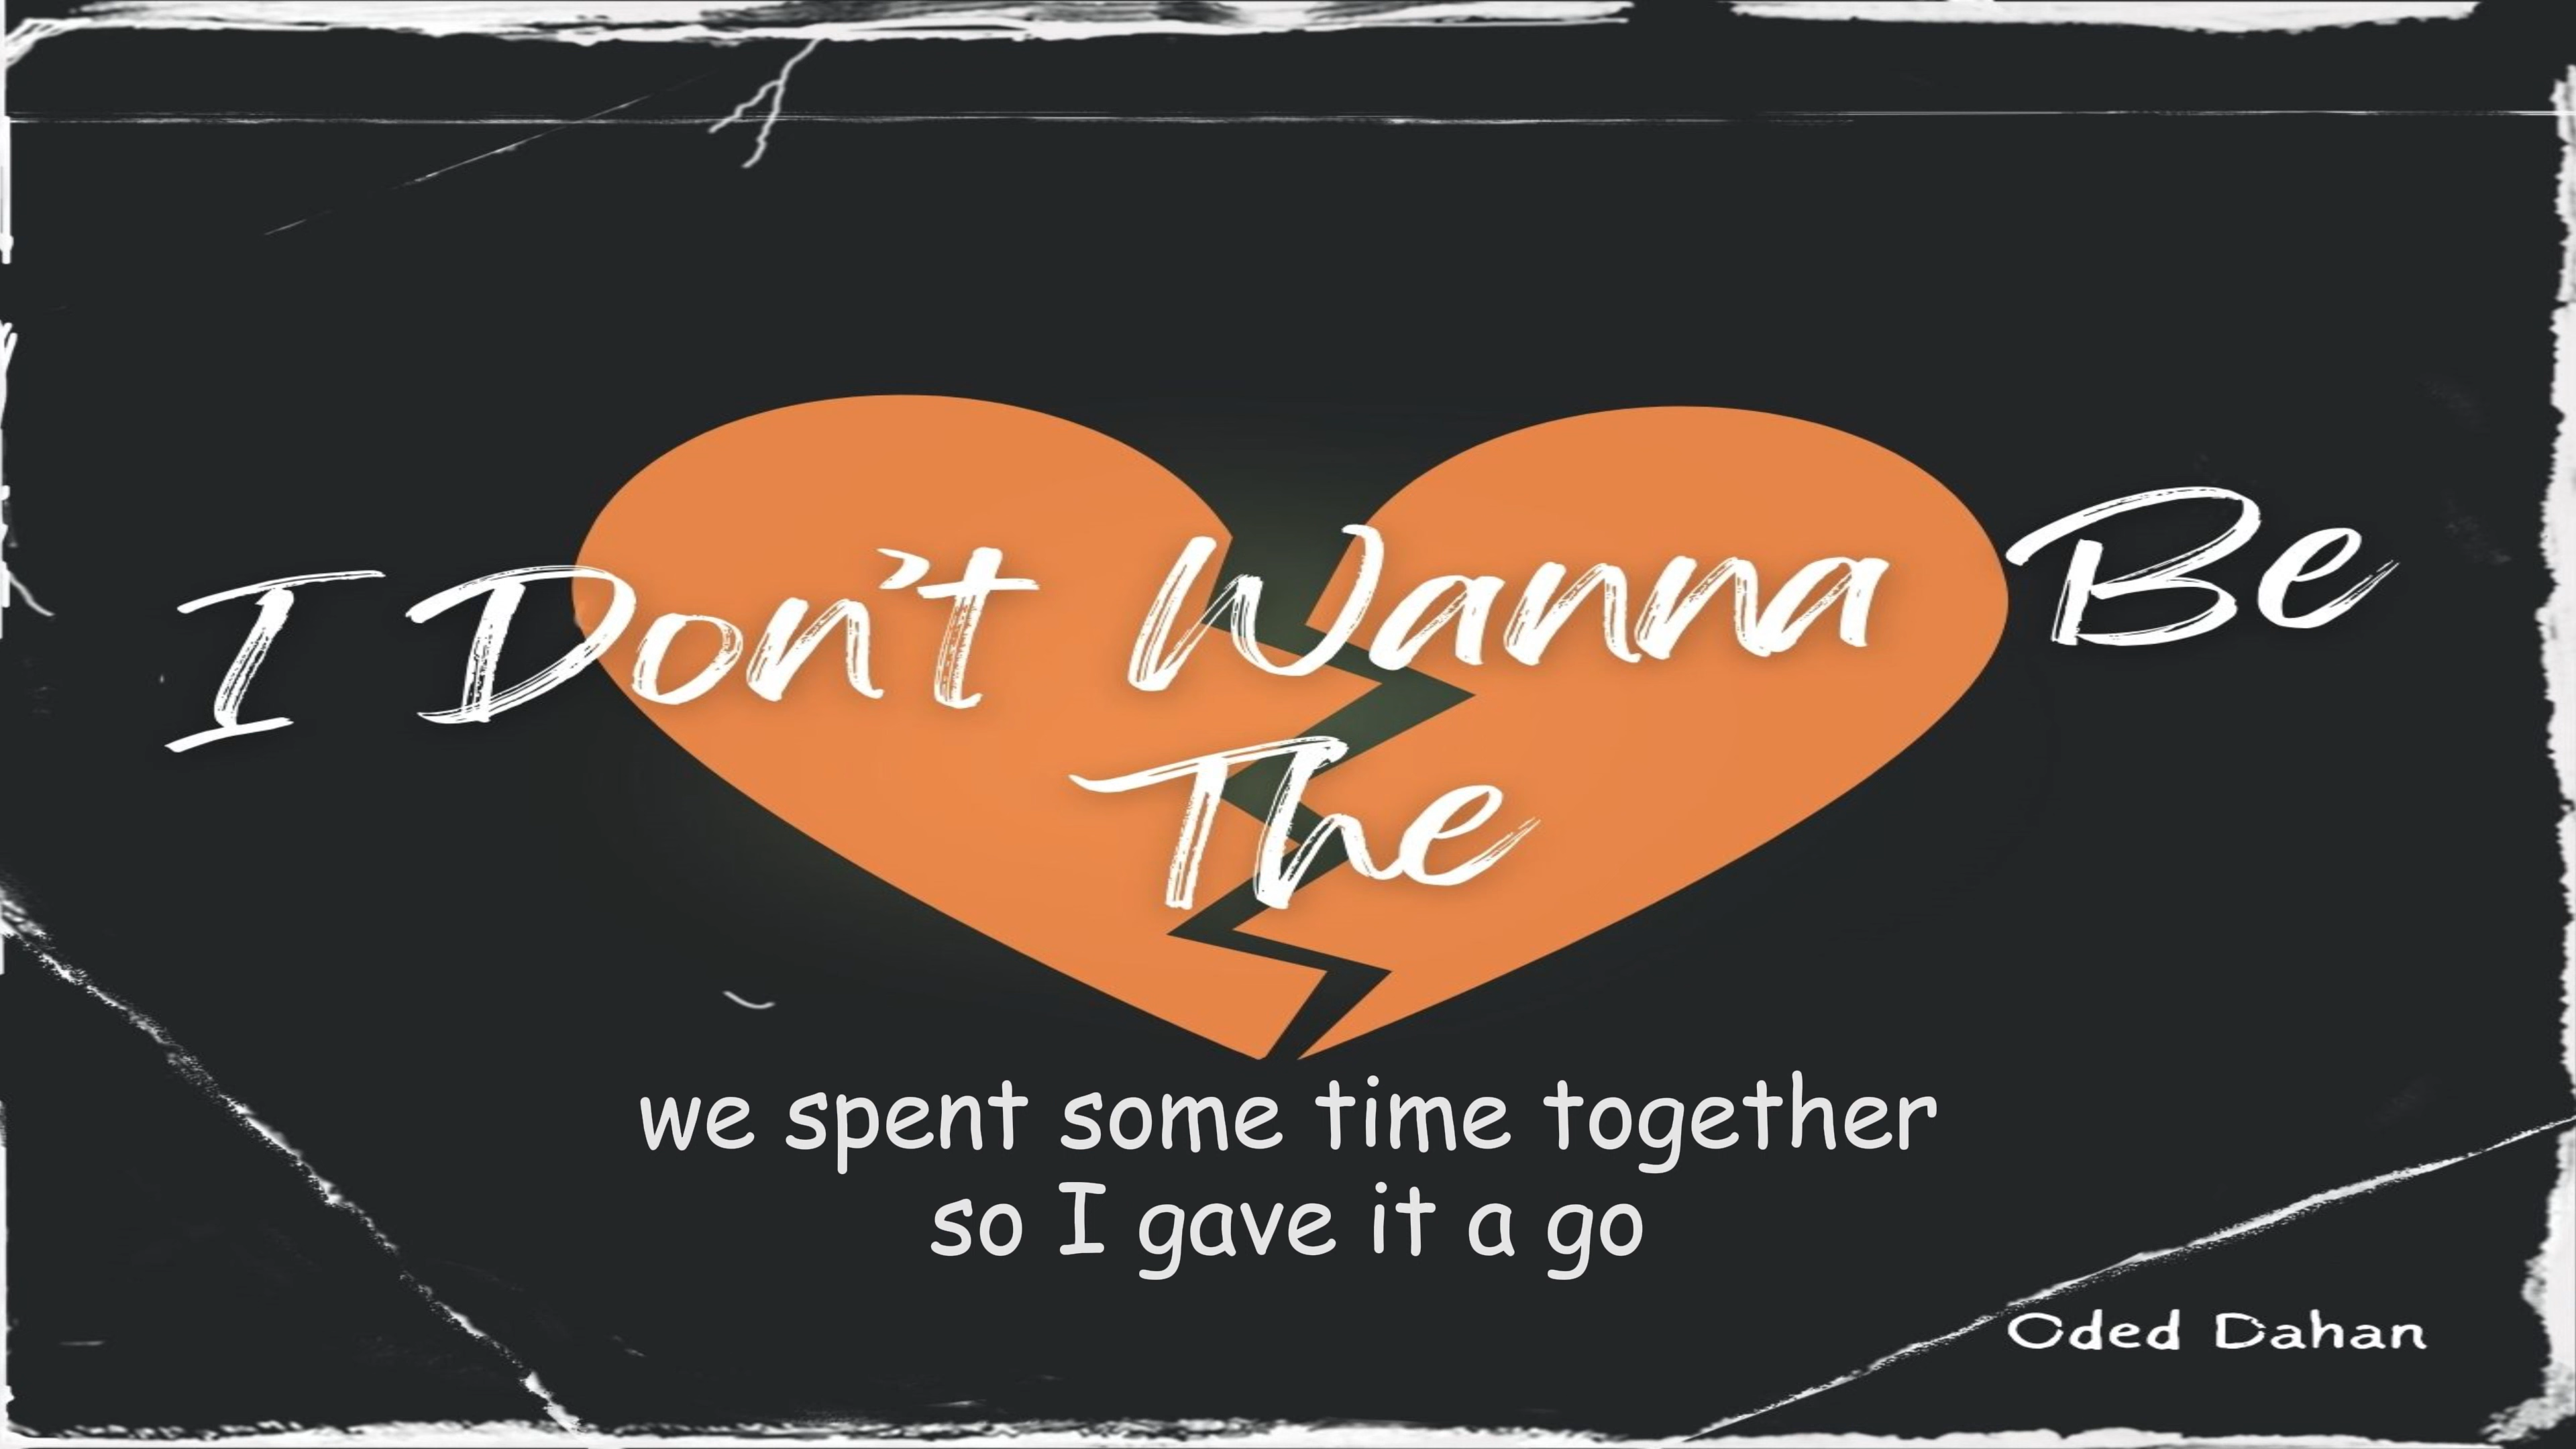 I Don't Wanna Be
The
we spent some time together
so I gave it a go
Oded Dahan